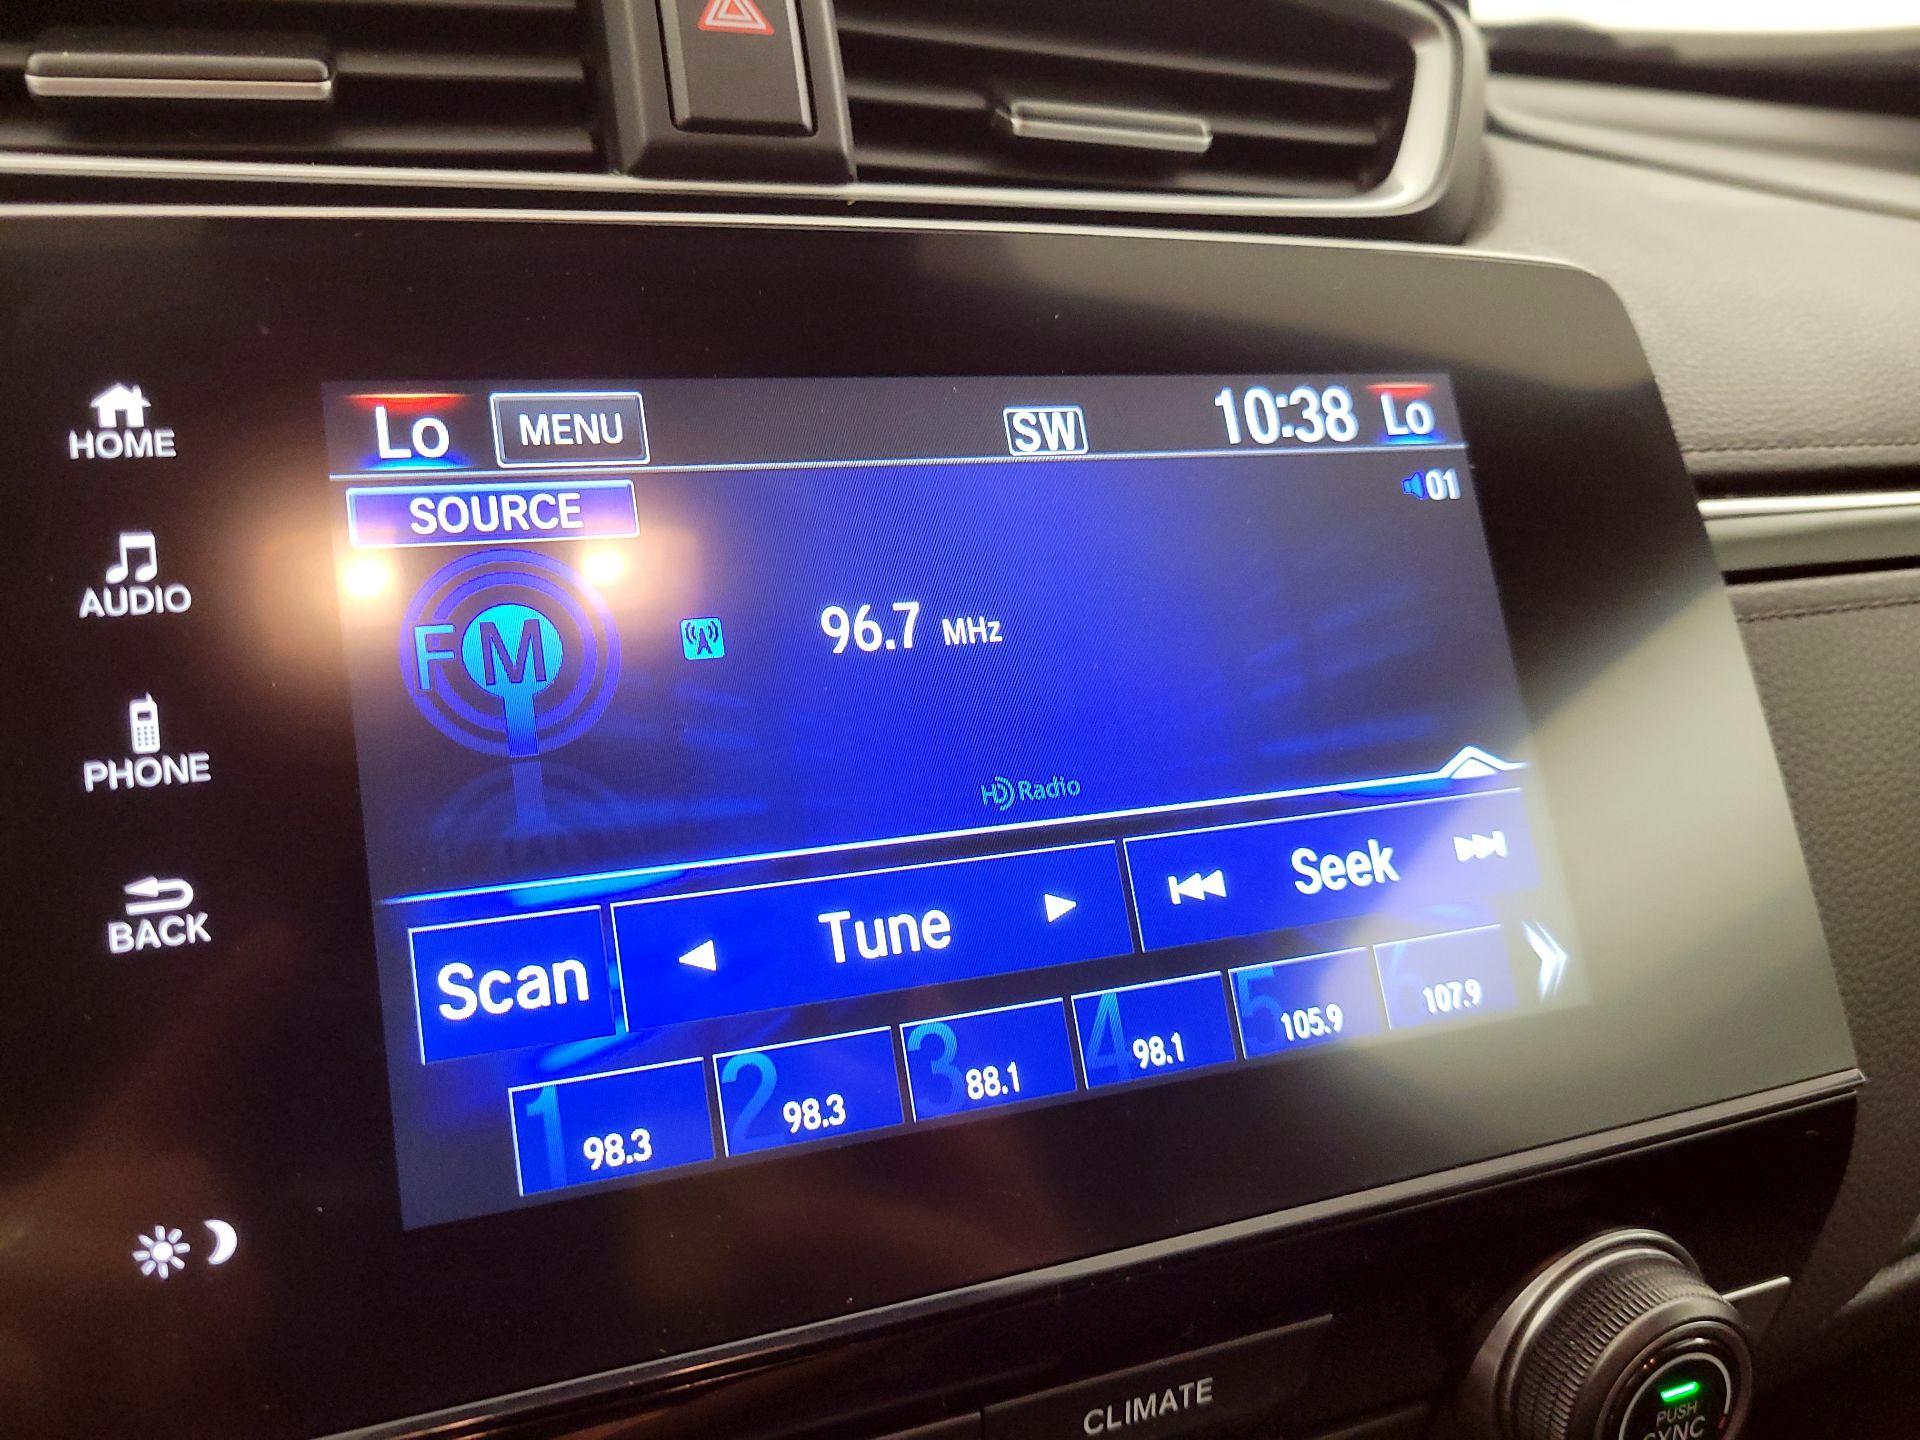 HOME
AUDIO
PHONE
BACK
Lo MENU SW 10:38 Lo
SOURCE 01
FM 96.7 MHz
HD Radio
Scan Tune Seek
1 98.3 2 98.3 3 88.1 4 98.1 5 105.9 6 107.9
CLIMATE
PUSH
SYNC